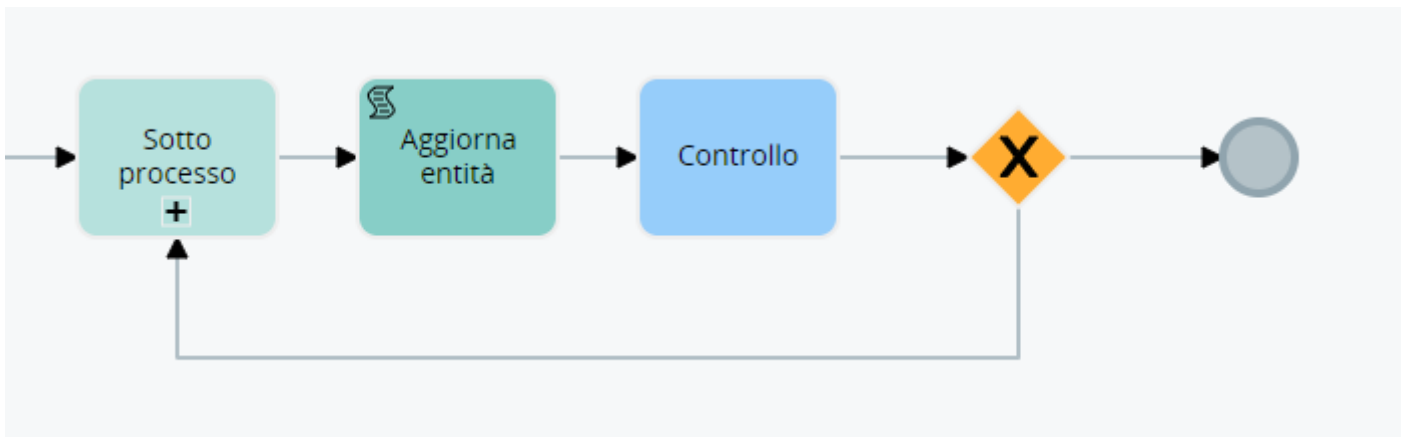 Sotto
processo
Aggiorna
entità
Controllo